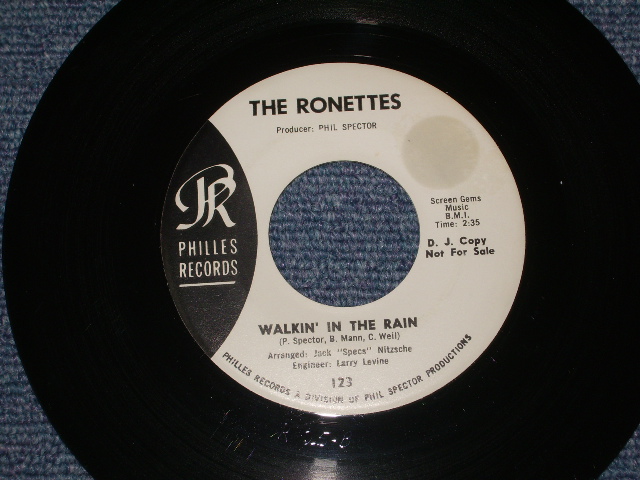 THE RONETTES
Producer: PHIL SPECTOR
PR
PHILLES
RECORDS
Screen Gems
Music
B.M.I.
Time: 2:35
D. J. Copy
Not For Sale
WALKIN' IN THE RAIN
(P. Spector, B. Mann, C. Weil)
Arranged: Jack "Specs" Nitzsche
Engineer: Larry Levine
123
PHILLES RECORDS A DIVISION OF PHIL SPECTOR PRODUCTIONS